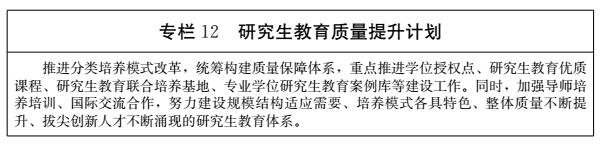 专栏 12　研究生教育质量提升计划
推进分类培养模式改革，统筹构建质量保障体系，重点推进学位授权点、研究生教育优质
课程、研究生教育联合培养基地、专业学位研究生教育案例库等建设工作。同时，加强导师培
养培训、国际交流合作，努力建设规模结构适应需要、培养模式各具特色、整体质量不断提
升、拔尖创新人才不断涌现的研究生教育体系。